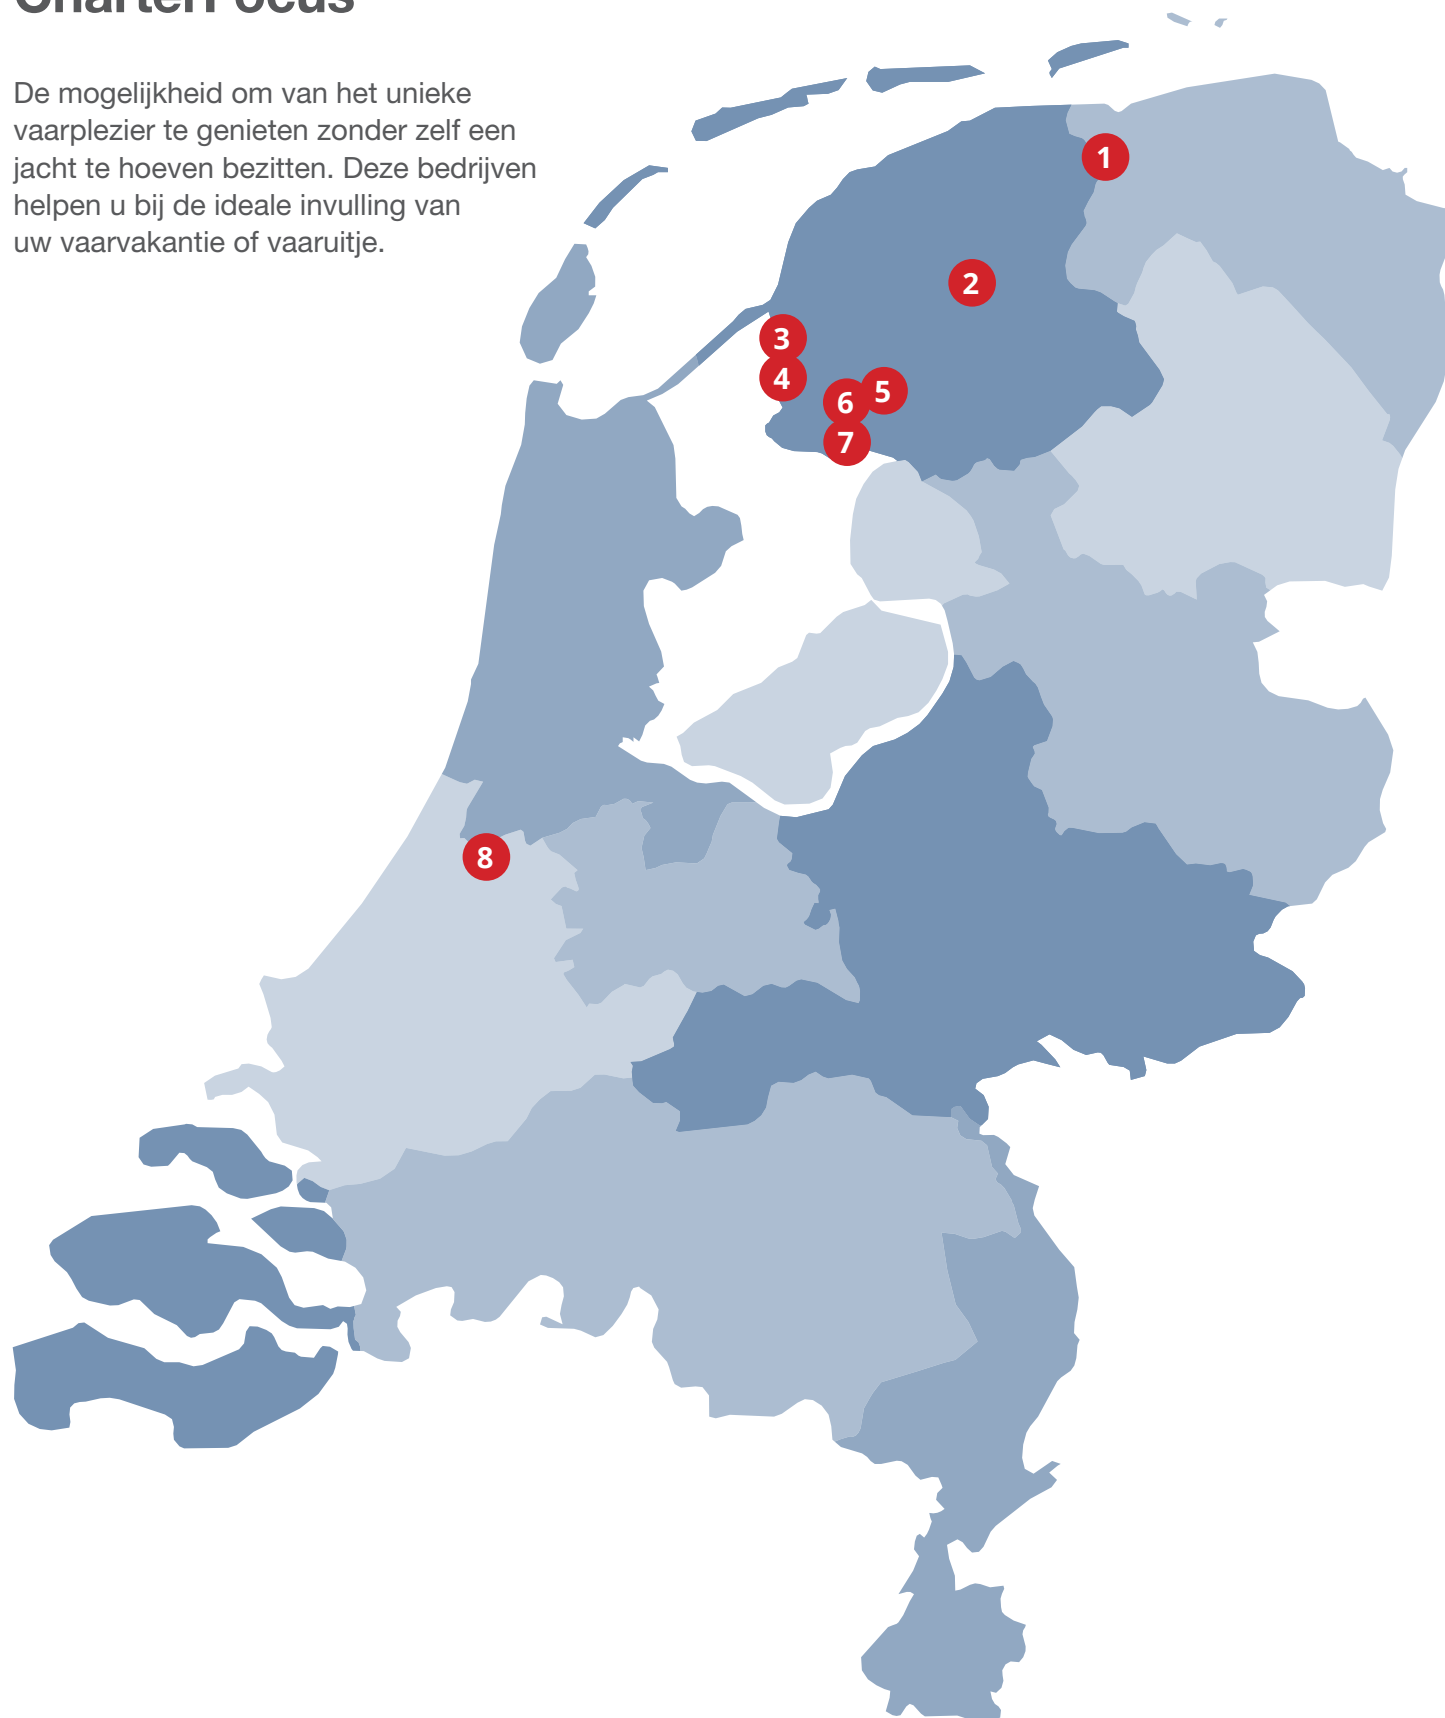 CharterFocus
De mogelijkheid om van het unieke
vaarplezier te genieten zonder zelf een
jacht te hoeven bezitten. Deze bedrijven
helpen u bij de ideale invulling van
uw vaarvakantie of vaaruitje.
1
2
3
4
5
6
7
8